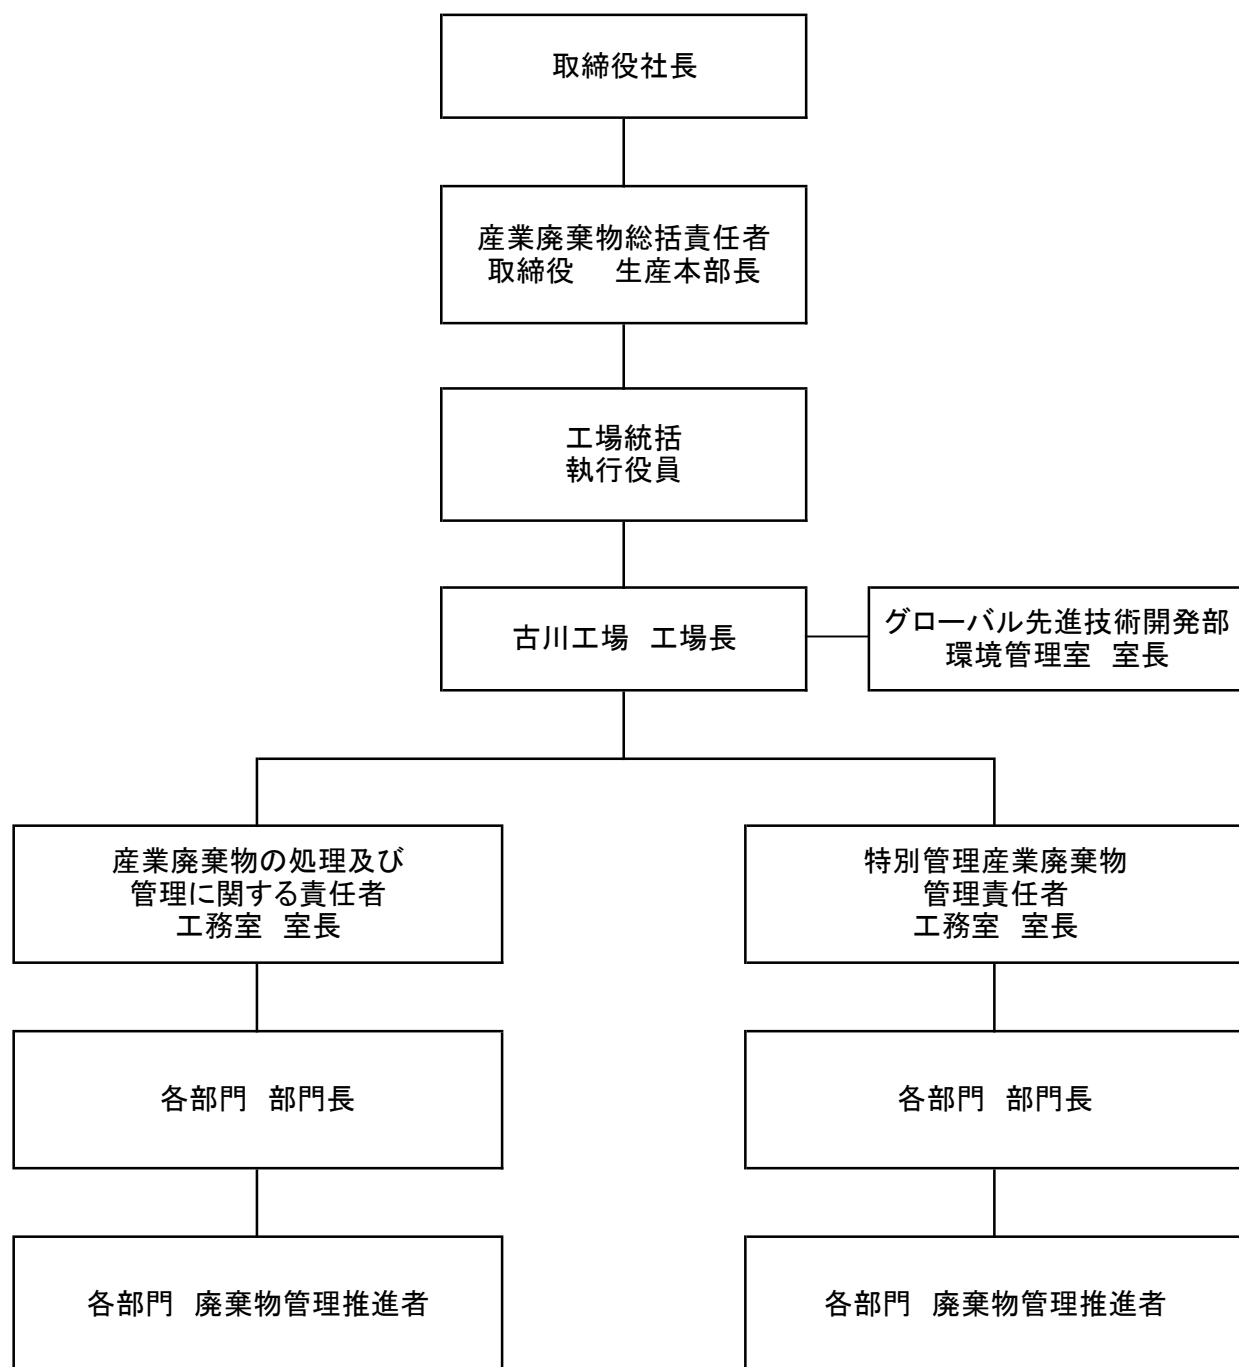 取締役社長
産業廃棄物総括責任者
取締役　生産本部長
工場統括
執行役員
古川工場　工場長
グローバル先進技術開発部
環境管理室　室長
産業廃棄物の処理及び
管理に関する責任者
工務室　室長
特別管理産業廃棄物
管理責任者
工務室　室長
各部門　部門長
各部門　部門長
各部門　廃棄物管理推進者
各部門　廃棄物管理推進者